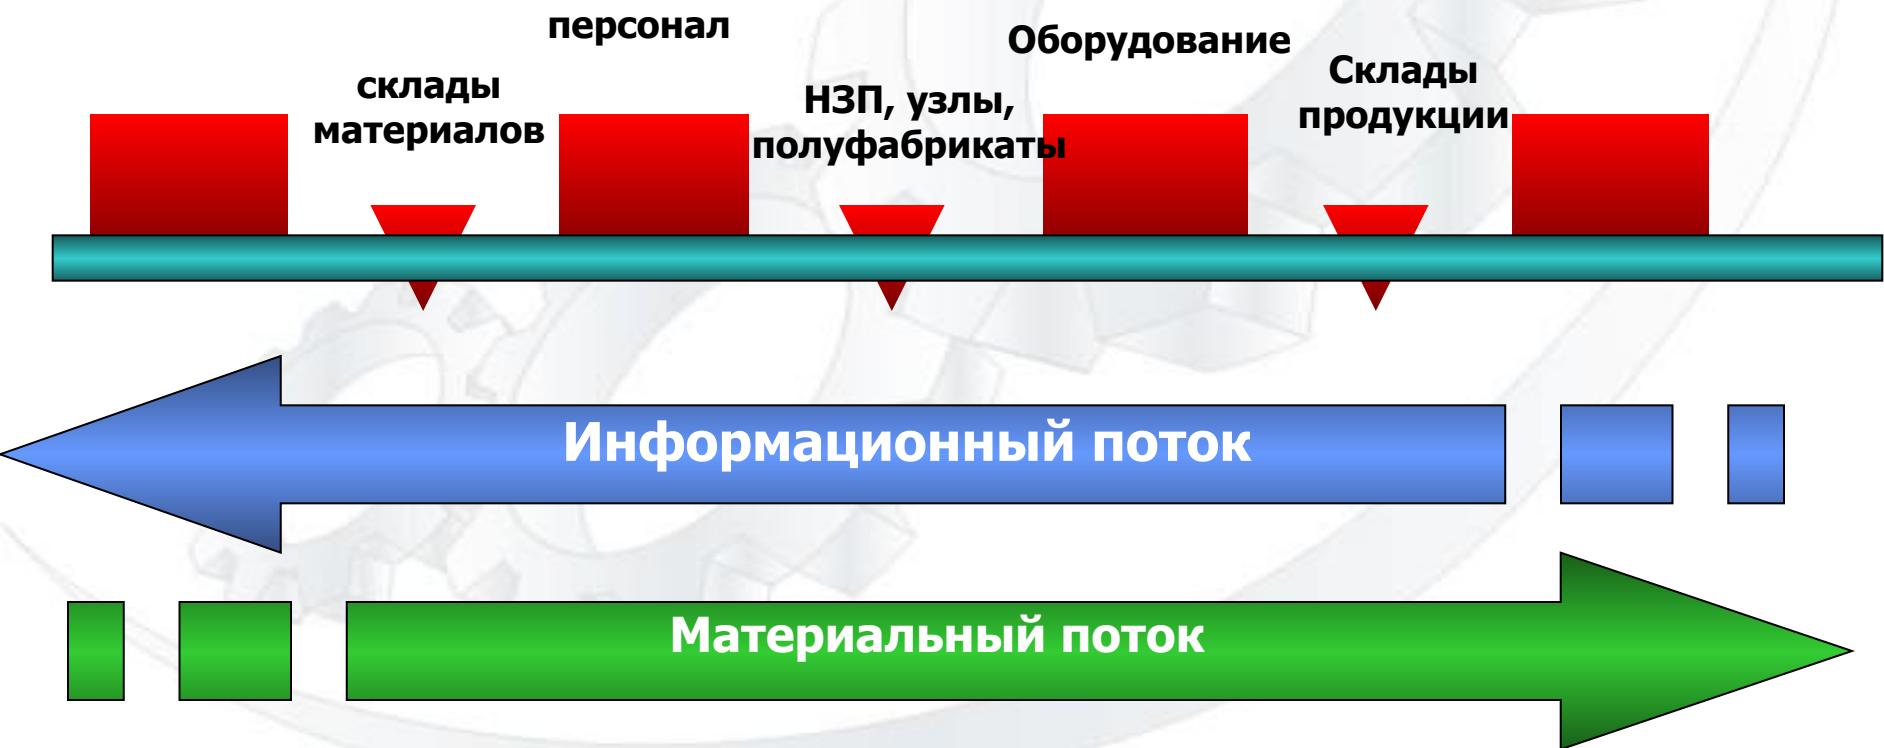 персонал
Оборудование
склады
материалов
НЗП, узлы,
полуфабрикаты
Склады
продукции
Информационный поток
Материальный поток